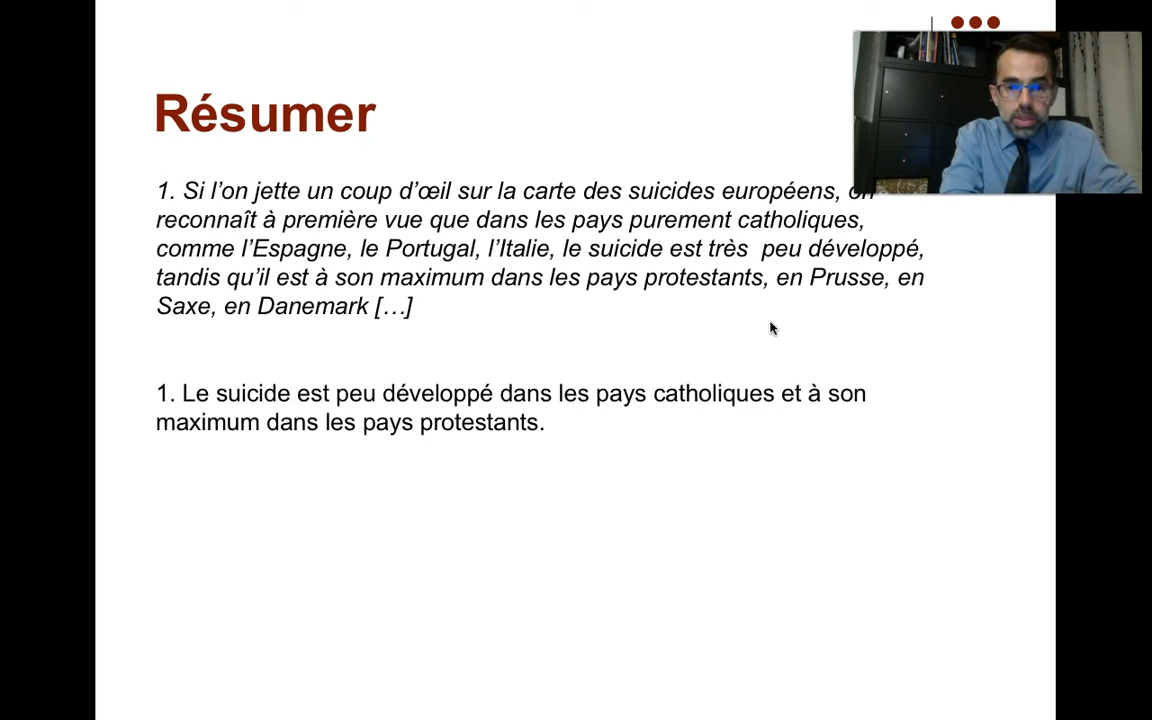 Résumer
1. Si l’on jette un coup d’œil sur la carte des suicides européens, on
reconnaît à première vue que dans les pays purement catholiques,
comme l’Espagne, le Portugal, l’Italie, le suicide est très peu développé,
tandis qu’il est à son maximum dans les pays protestants, en Prusse, en
Saxe, en Danemark […]
1. Le suicide est peu développé dans les pays catholiques et à son
maximum dans les pays protestants.